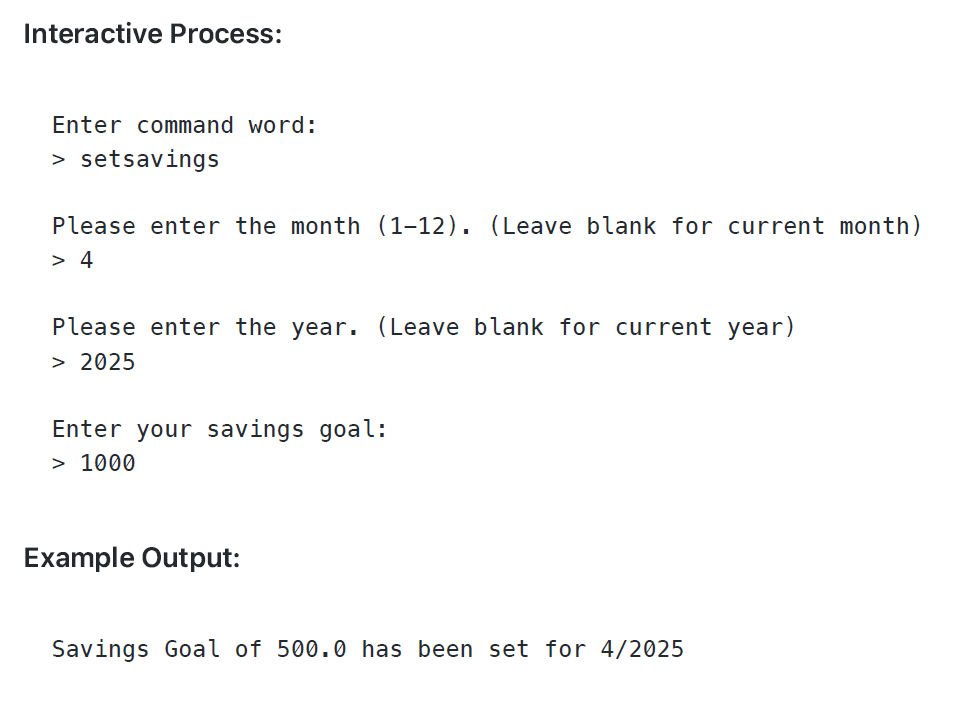 Interactive Process:
Enter command word:
> setsavings
Please enter the month (1–12). (Leave blank for current month)
> 4
Please enter the year. (Leave blank for current year)
> 2025
Enter your savings goal:
> 1000
Example Output:
Savings Goal of 500.0 has been set for 4/2025